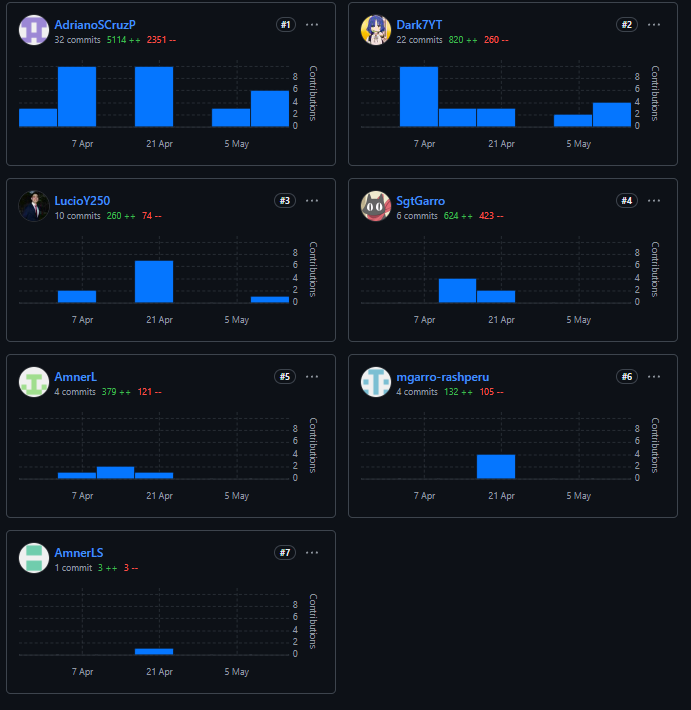 AdrianoSCruzP #1 ...
32 commits 5114 ++ 2351 --
8
6
4
2
0
Contributions
7 Apr 21 Apr 5 May
Dark7YT #2 ...
22 commits 820 ++ 260 --
8
6
4
2
0
Contributions
7 Apr 21 Apr 5 May
LucioY250 #3 ...
10 commits 260 ++ 74 --
8
6
4
2
0
Contributions
7 Apr 21 Apr 5 May
SgtGarro #4 ...
6 commits 624 ++ 423 --
8
6
4
2
0
Contributions
7 Apr 21 Apr 5 May
AmnerL #5 ...
4 commits 379 ++ 121 --
8
6
4
2
0
Contributions
7 Apr 21 Apr 5 May
mgarro-rashperu #6 ...
4 commits 132 ++ 105 --
8
6
4
2
0
Contributions
7 Apr 21 Apr 5 May
AmnerLS #7 ...
1 commit 3 ++ 3 --
8
6
4
2
0
Contributions
7 Apr 21 Apr 5 May